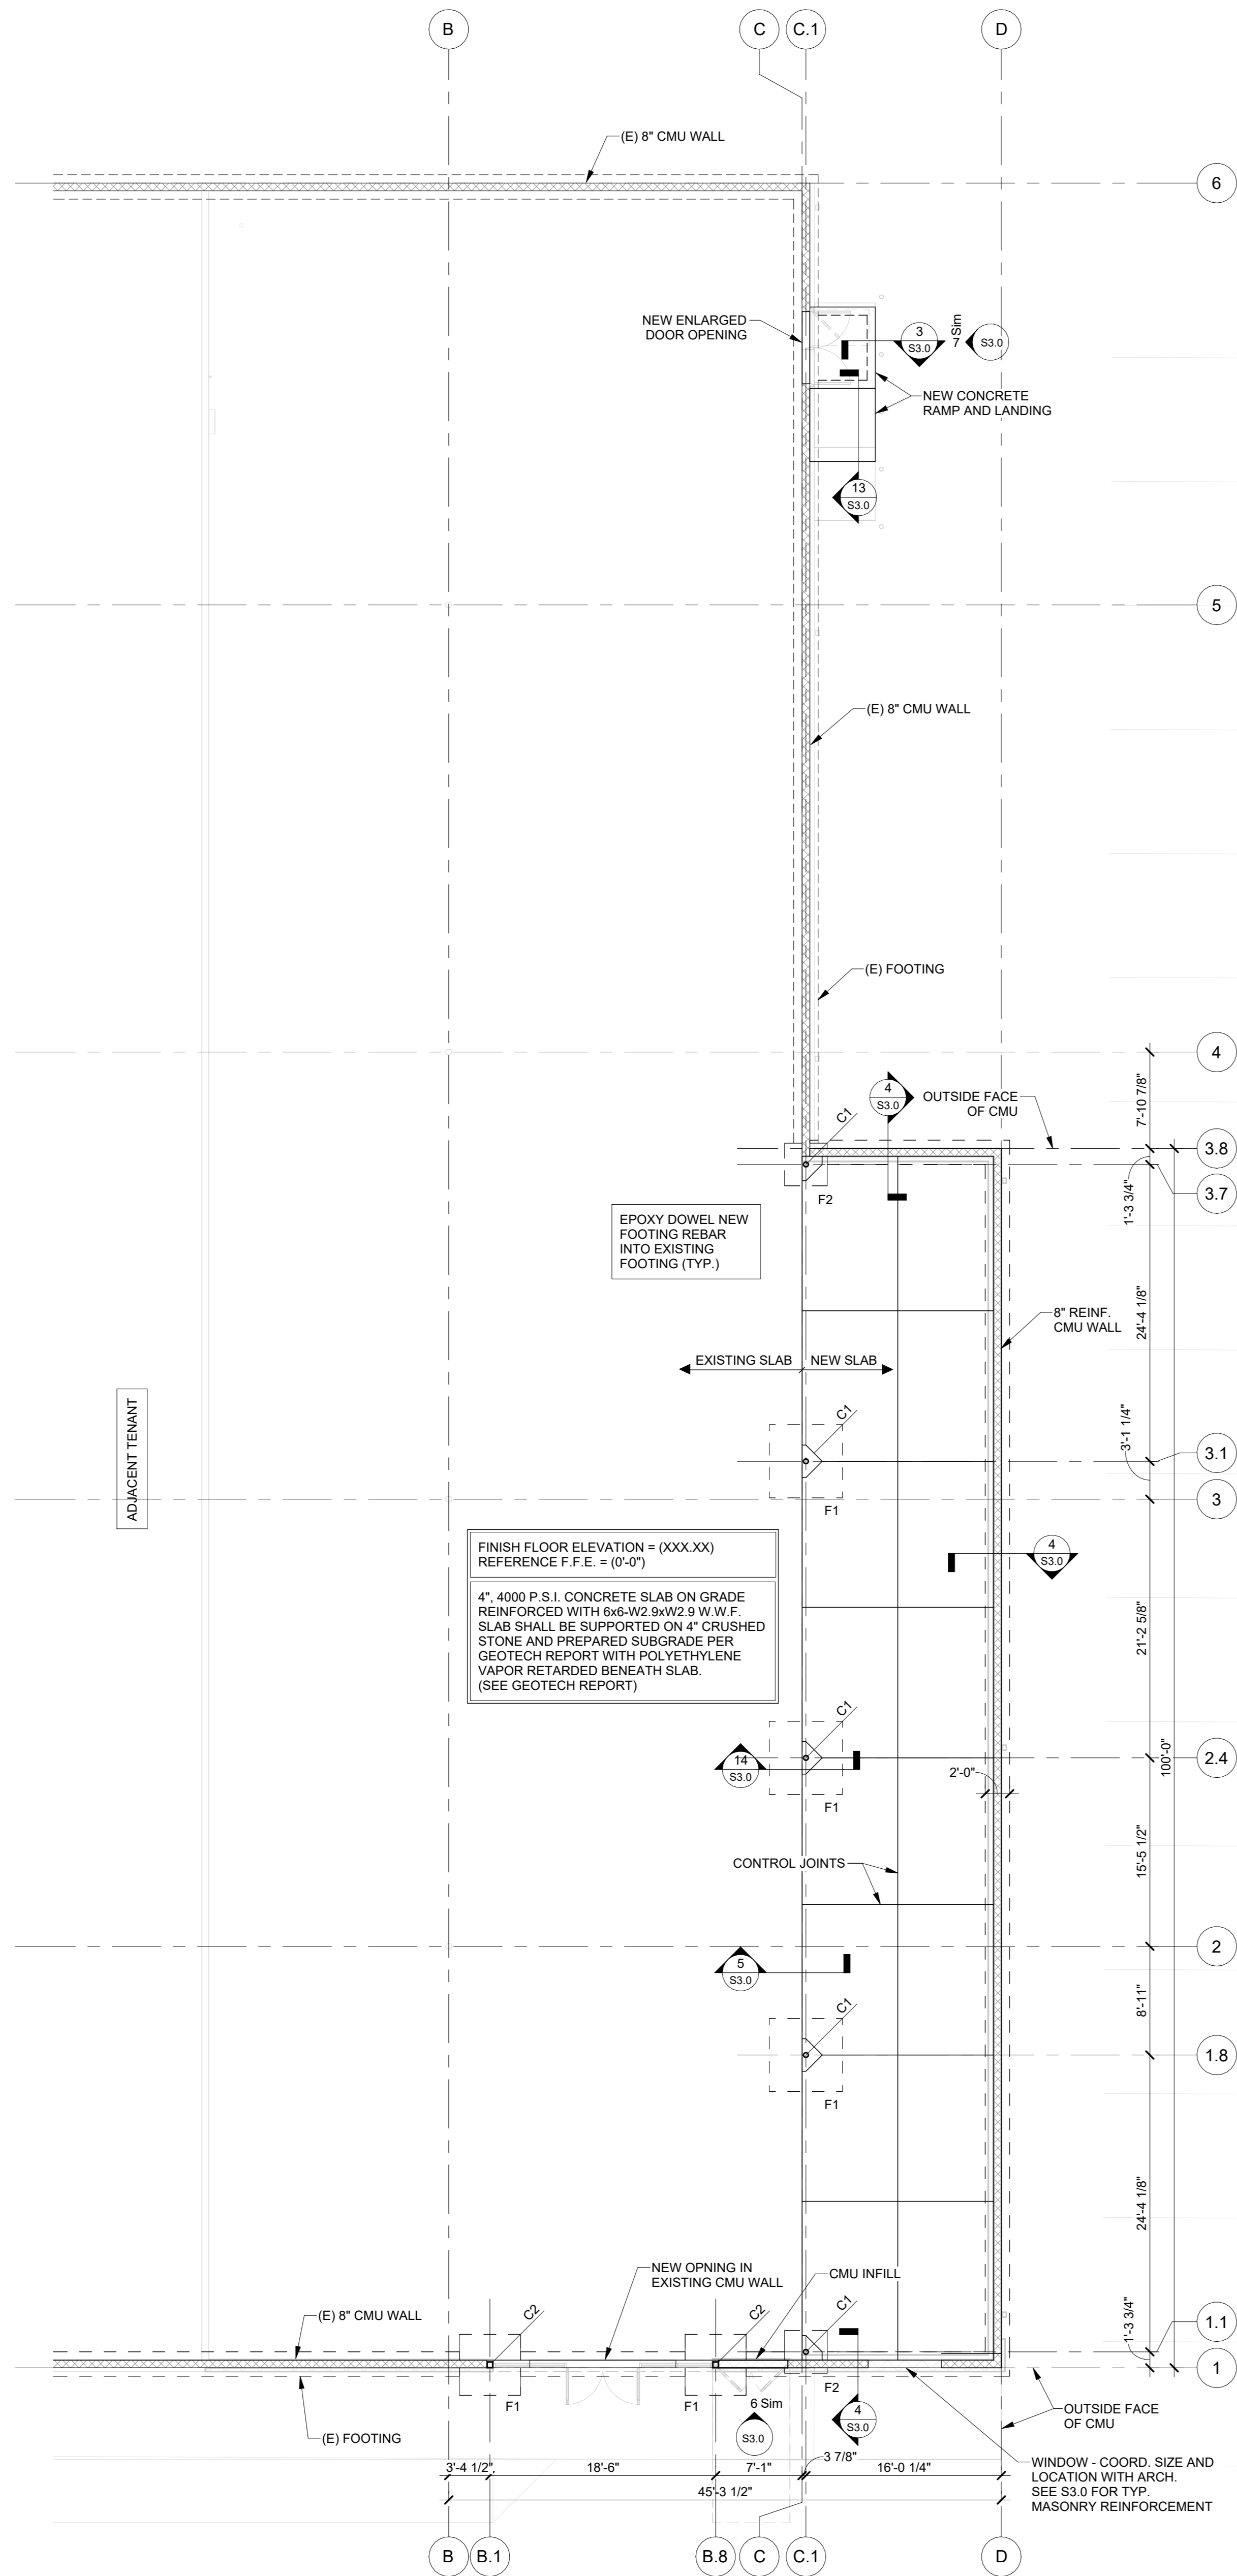 B
C
C.1
D
(E) 8" CMU WALL
6
NEW ENLARGED
DOOR OPENING
3
S3.0
Sim
7
S3.0
NEW CONCRETE
RAMP AND LANDING
13
S3.0
5
(E) 8" CMU WALL
(E) FOOTING
4
7'-10 7/8"
4
S3.0
OUTSIDE FACE
OF CMU
C1
3.8
3.7
F2
1'-3 3/4"
EPOXY DOWEL NEW
FOOTING REBAR
INTO EXISTING
FOOTING (TYP.)
8" REINF.
CMU WALL
24'-4 1/8"
EXISTING SLAB
NEW SLAB
ADJACENT TENANT
C1
3'-1 1/4"
3.1
3
F1
FINISH FLOOR ELEVATION = (XXX.XX)
REFERENCE F.F.E. = (0'-0")
4", 4000 P.S.I. CONCRETE SLAB ON GRADE
REINFORCED WITH 6x6-W2.9xW2.9 W.W.F.
SLAB SHALL BE SUPPORTED ON 4" CRUSHED
STONE AND PREPARED SUBGRADE PER
GEOTECH REPORT WITH POLYETHYLENE
VAPOR RETARDED BENEATH SLAB.
(SEE GEOTECH REPORT)
4
S3.0
21'-2 5/8"
C1
14
S3.0
2.4
100'-0"
2'-0"
F1
15'-5 1/2"
CONTROL JOINTS
2
5
S3.0
8'-11"
C1
1.8
F1
24'-4 1/8"
NEW OPNING IN
EXISTING CMU WALL
CMU INFILL
(E) 8" CMU WALL
C2
C2
C1
1'-3 3/4"
1.1
1
F1
F1
F2
6 Sim
S3.0
4
S3.0
OUTSIDE FACE
OF CMU
(E) FOOTING
3'-4 1/2"
18'-6"
7'-1"
3 7/8"
16'-0 1/4"
45'-3 1/2"
WINDOW - COORD. SIZE AND
LOCATION WITH ARCH.
SEE S3.0 FOR TYP.
MASONRY REINFORCEMENT
B
B.1
B.8
C
C.1
D